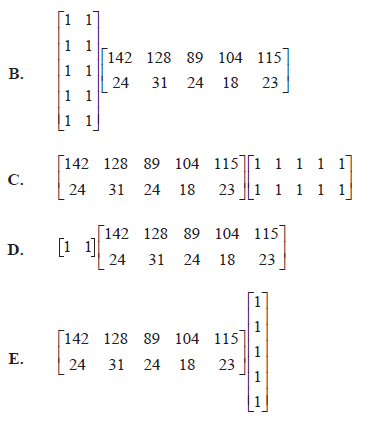 1 1
1 1
B. 1 1 142 128 89 104 115
24 31 24 18 23
1 1
1 1
C. 142 128 89 104 115 1 1 1 1 1
24 31 24 18 23 1 1 1 1 1
D. 1 1 142 128 89 104 115
24 31 24 18 23
1
1
E. 142 128 89 104 115 1
24 31 24 18 23
1
1